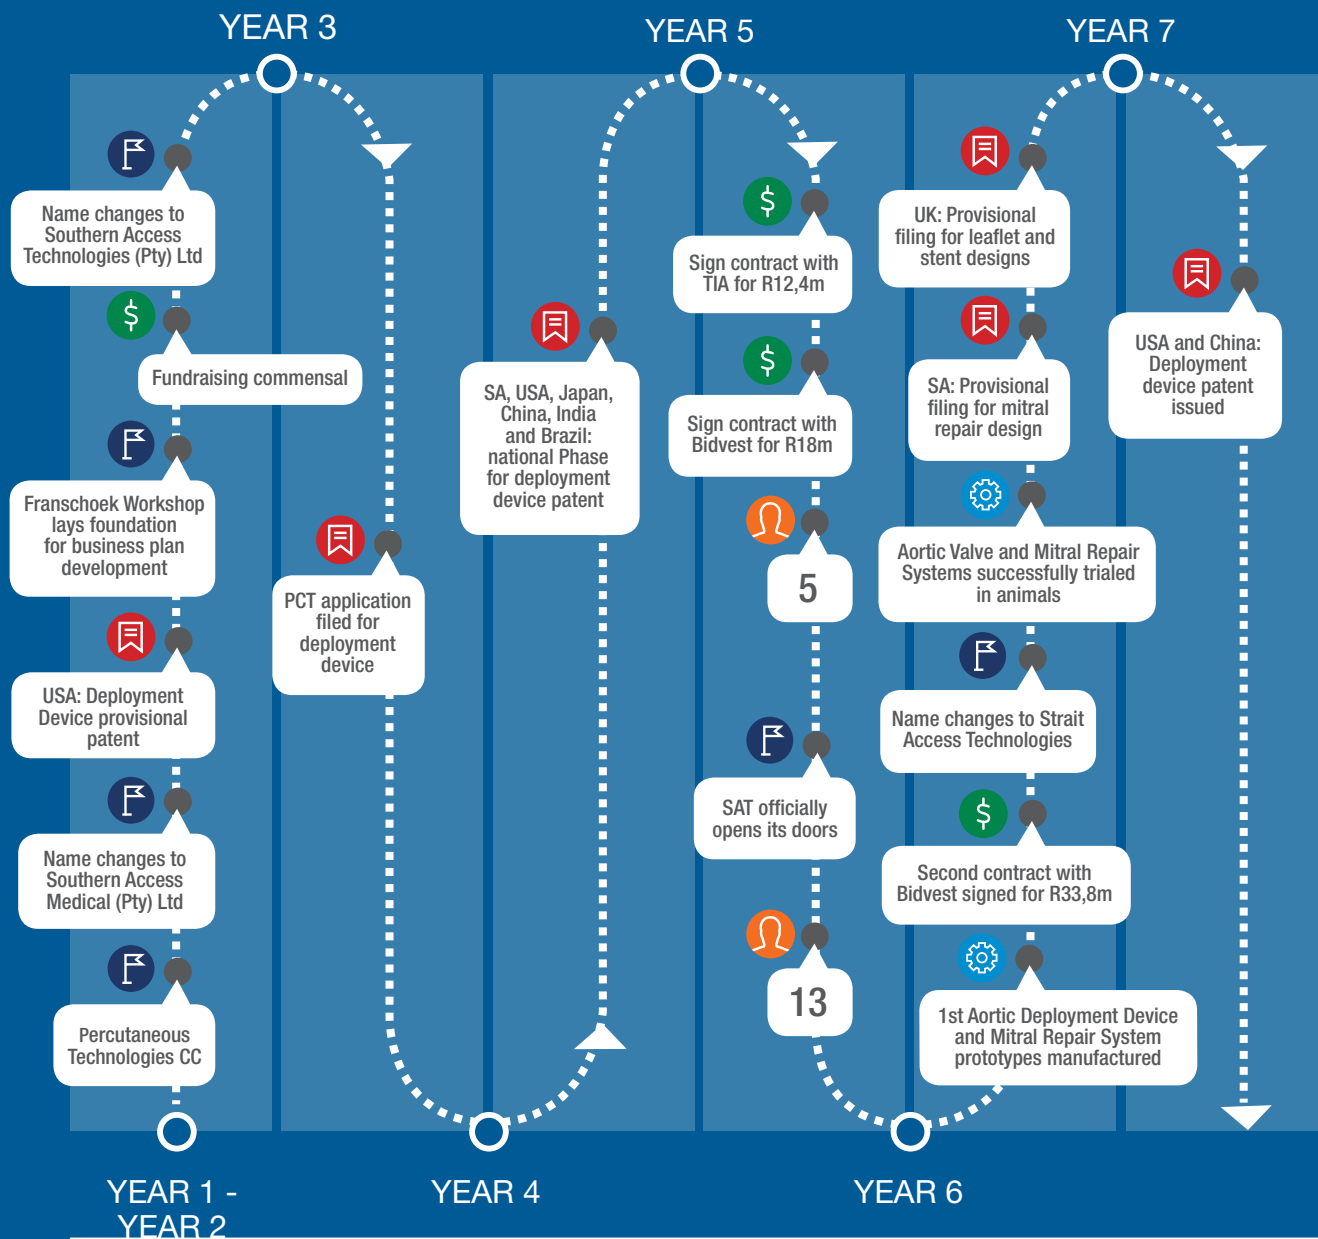 YEAR 3
YEAR 5
YEAR 7
Name changes to
Southern Access
Technologies (Pty) Ltd
Fundraising commensal
Franschoek Workshop
lays foundation
for business plan
development
USA: Deployment
Device provisional
patent
Name changes to
Southern Access
Medical (Pty) Ltd
Percutaneous
Technologies CC
PCT application
filed for
deployment
device
SA, USA, Japan,
China, India
and Brazil:
national Phase
for deployment
device patent
Sign contract with
TIA for R12,4m
Sign contract with
Bidvest for R18m
5
SAT officially
opens its doors
13
UK: Provisional
filing for leaflet and
stent designs
SA: Provisional
filing for mitral
repair design
Aortic Valve and Mitral Repair
Systems successfully trialed
in animals
Name changes to Strait
Access Technologies
Second contract with
Bidvest signed for R33,8m
1st Aortic Deployment Device
and Mitral Repair System
prototypes manufactured
USA and China:
Deployment
device patent
issued
YEAR 1 -
YEAR 2
YEAR 4
YEAR 6